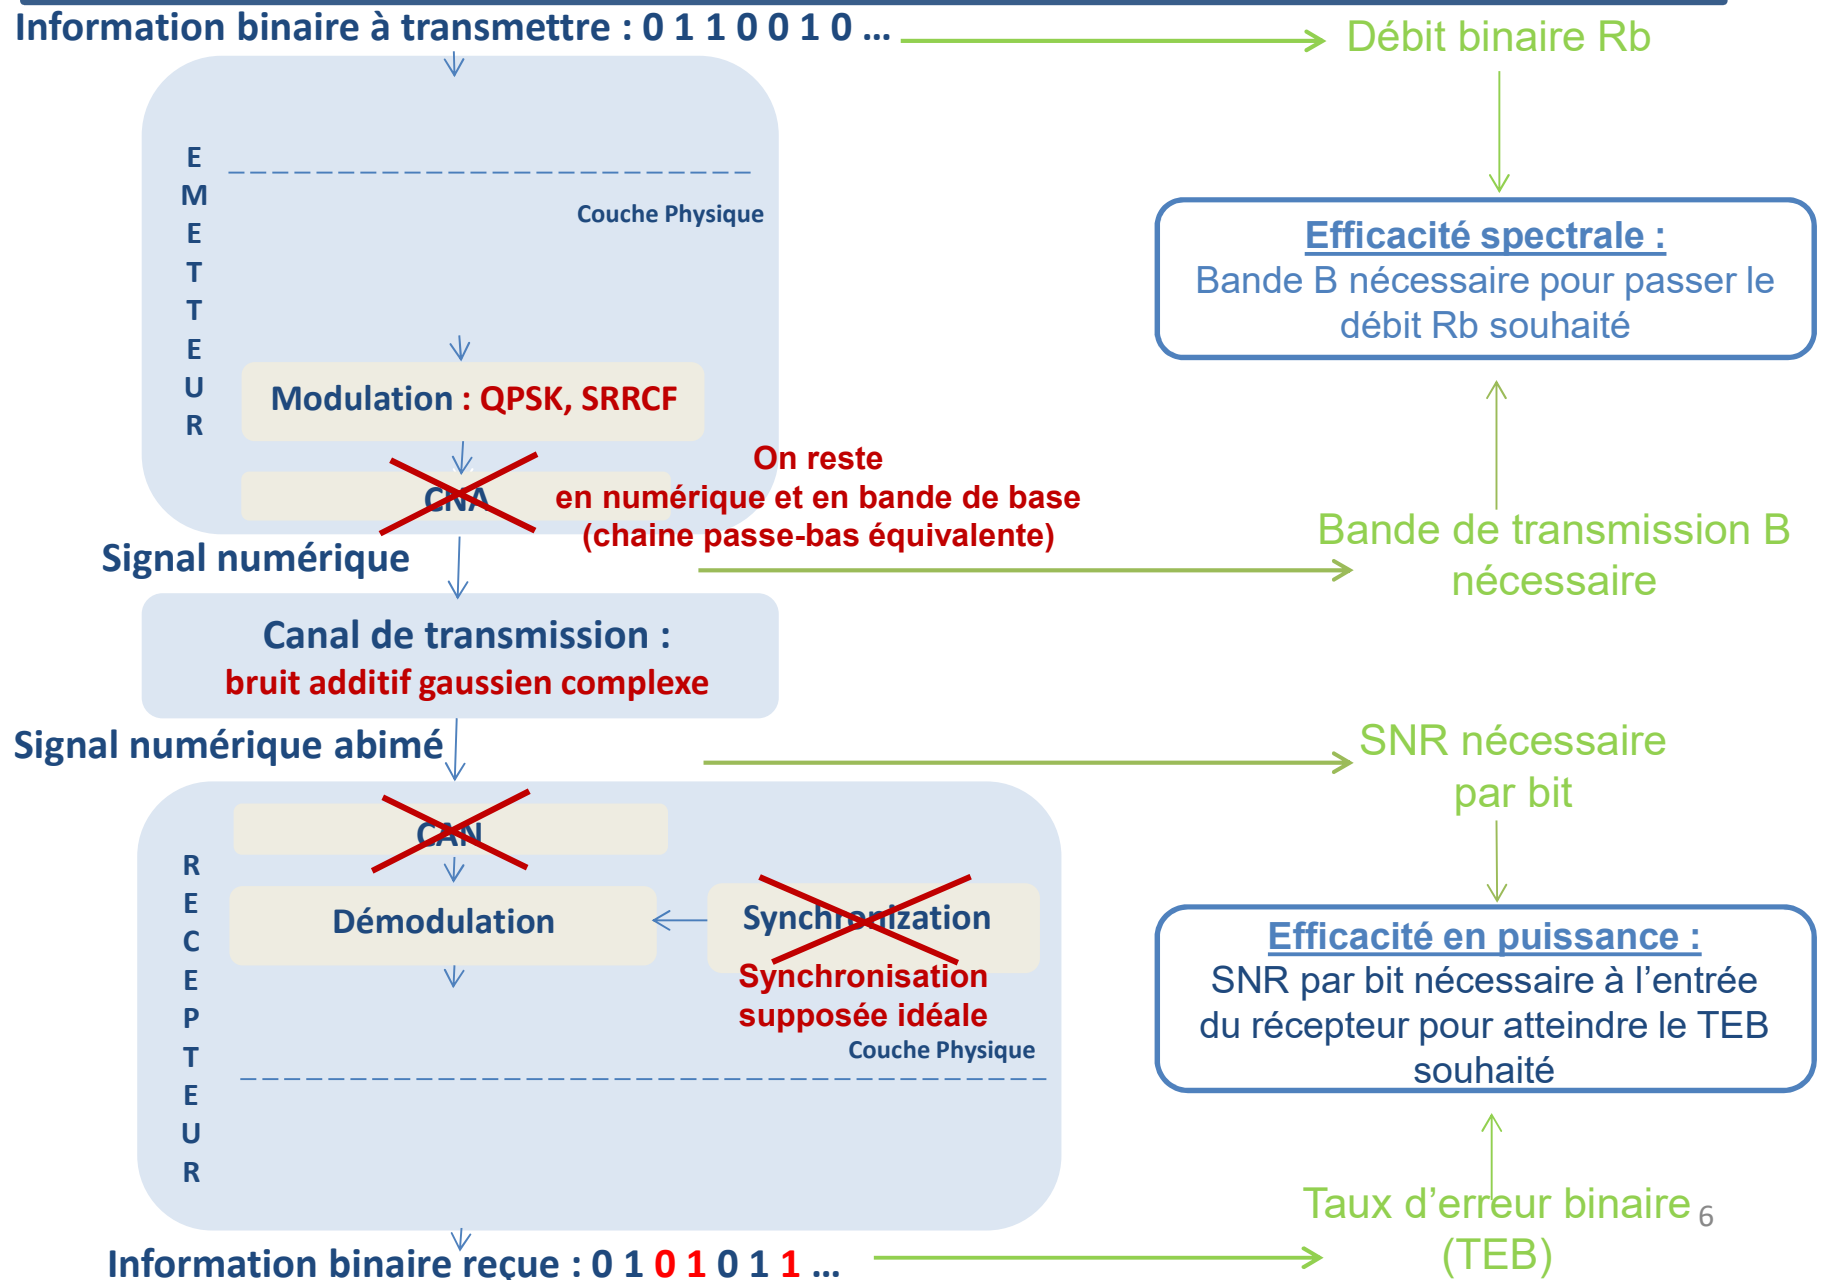 Information binaire à transmettre : 0 1 1 0 0 1 0 ...
Débit binaire Rb
E
M
E
T
T
E
U
R
Couche Physique
Efficacité spectrale :
Bande B nécessaire pour passer le
débit Rb souhaité
Modulation : QPSK, SRRCF
CNA
On reste
en numérique et en bande de base
(chaine passe-bas équivalente)
Bande de transmission B
nécessaire
Signal numérique
Canal de transmission :
bruit additif gaussien complexe
Signal numérique abimé
SNR nécessaire
par bit
R
E
C
E
P
T
E
U
R
CAN
Démodulation
Synchronization
Synchronisation
supposée idéale
Couche Physique
Efficacité en puissance :
SNR par bit nécessaire à l'entrée
du récepteur pour atteindre le TEB
souhaité
Taux d'erreur binaire
(TEB)
6
Information binaire reçue : 0 1 0 1 0 1 1 ...